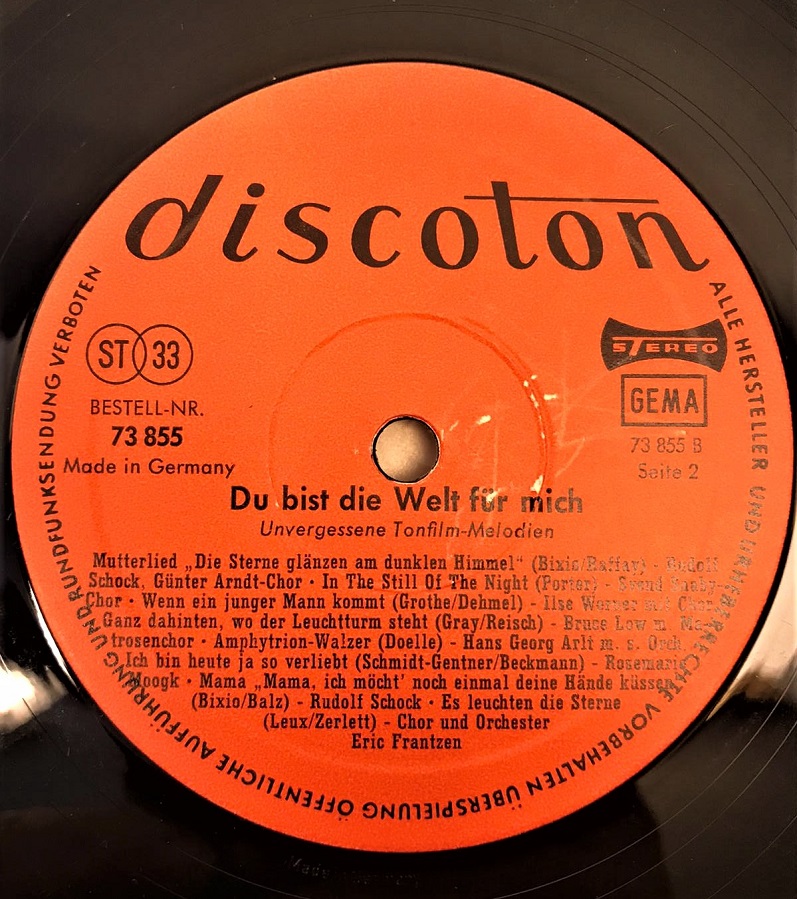 discoton
ST 33
STEREO
BESTELL-NR.
73 855
Made in Germany
GEMA
73 855 B
Seite 2
Du bist die Welt für mich
Unvergessene Tonfilm-Melodien
Mutterlied „Die Sterne glänzen am dunklen Himmel“ (Bixio/Raffay) - Rudolf
Schock, Günter Arndt-Chor · In The Still Of The Night (Porter) - Svend Saaby-
Chor · Wenn ein junger Mann kommt (Grothe/Dehmel) - Ilse Werner mit Chor
Ganz dahinten, wo der Leuchtturm steht (Gray/Reisch) - Bruce Low m. Ma-
trosenchor · Amphytrion-Walzer (Doelle) - Hans Georg Arlt m. s. Orch.
Ich bin heute ja so verliebt (Schmidt-Gentner/Beckmann) - Rosemarie
Moogk · Mama „Mama, ich möcht' noch einmal deine Hände küssen
(Bixio/Balz) - Rudolf Schock · Es leuchten die Sterne
(Leux/Zerlett) - Chor und Orchester
Eric Frantzen
ALLE HERSTELLER UND URHEBERRECHTE VORBEHALTEN ÜBERSPIELUNG ÖFFENTLICHE AUFFÜHRUNG UND RUNDFUNKSENDUNG VERBOTEN